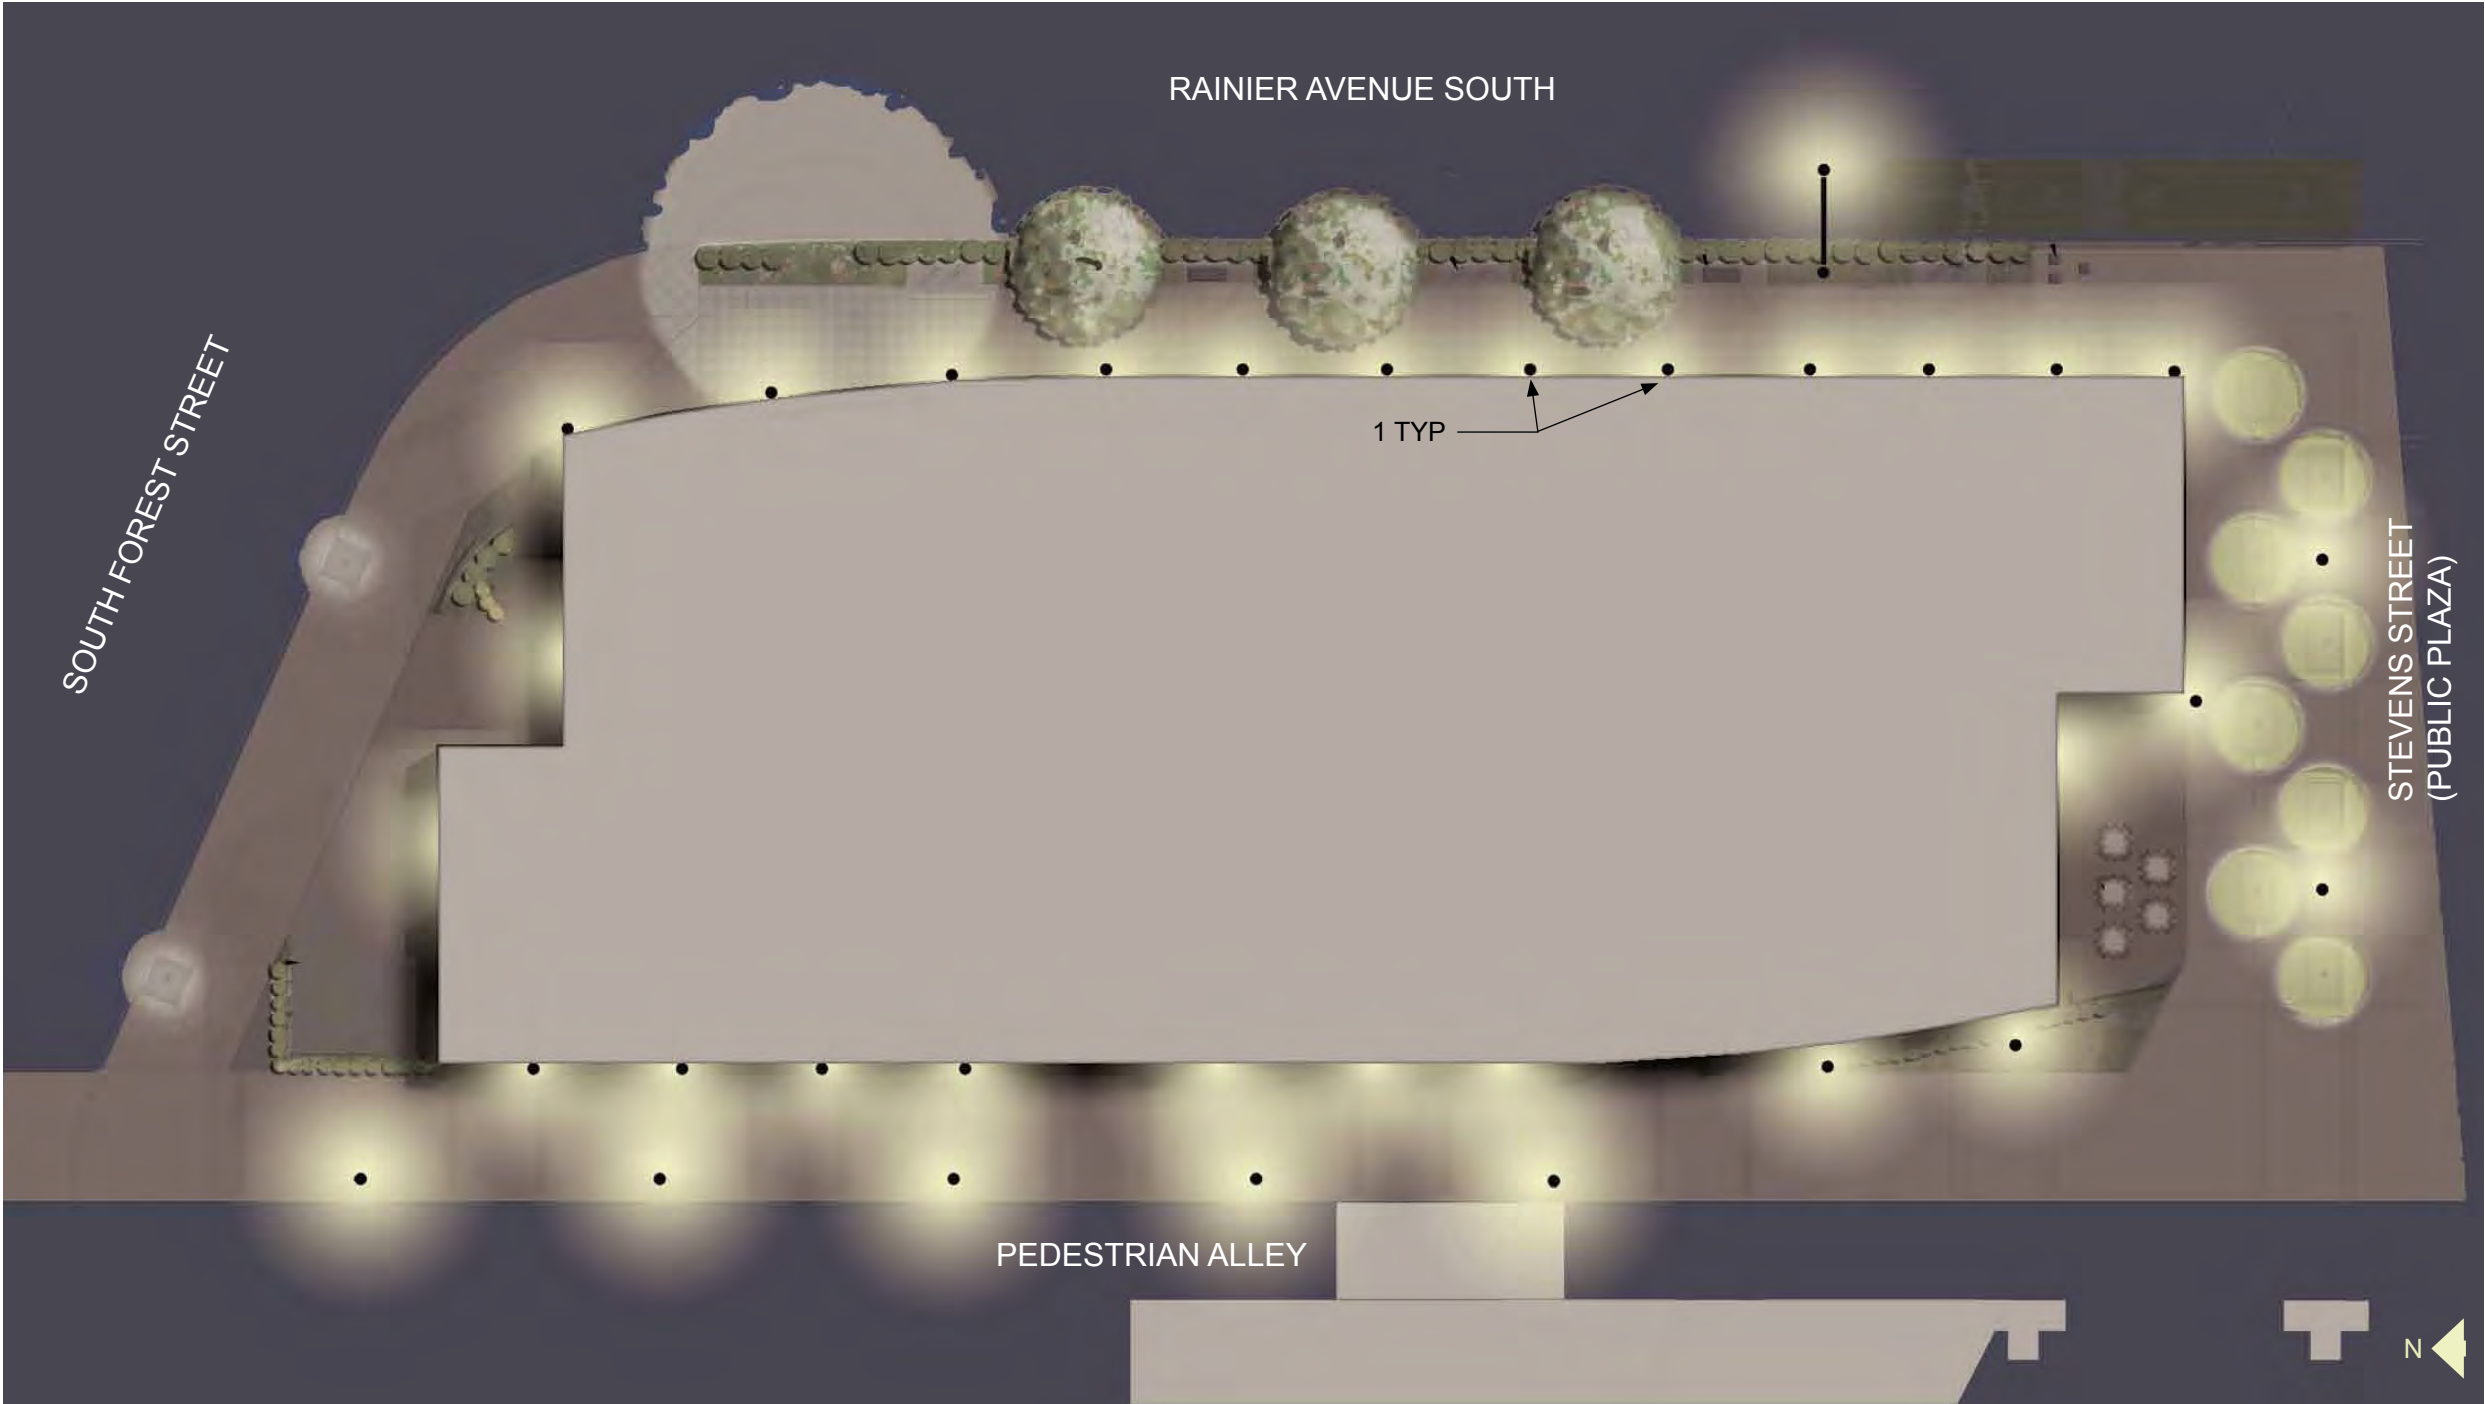 RAINIER AVENUE SOUTH
SOUTH FOREST STREET
1 TYP
STEVENS STREET
(PUBLIC PLAZA)
PEDESTRIAN ALLEY
N